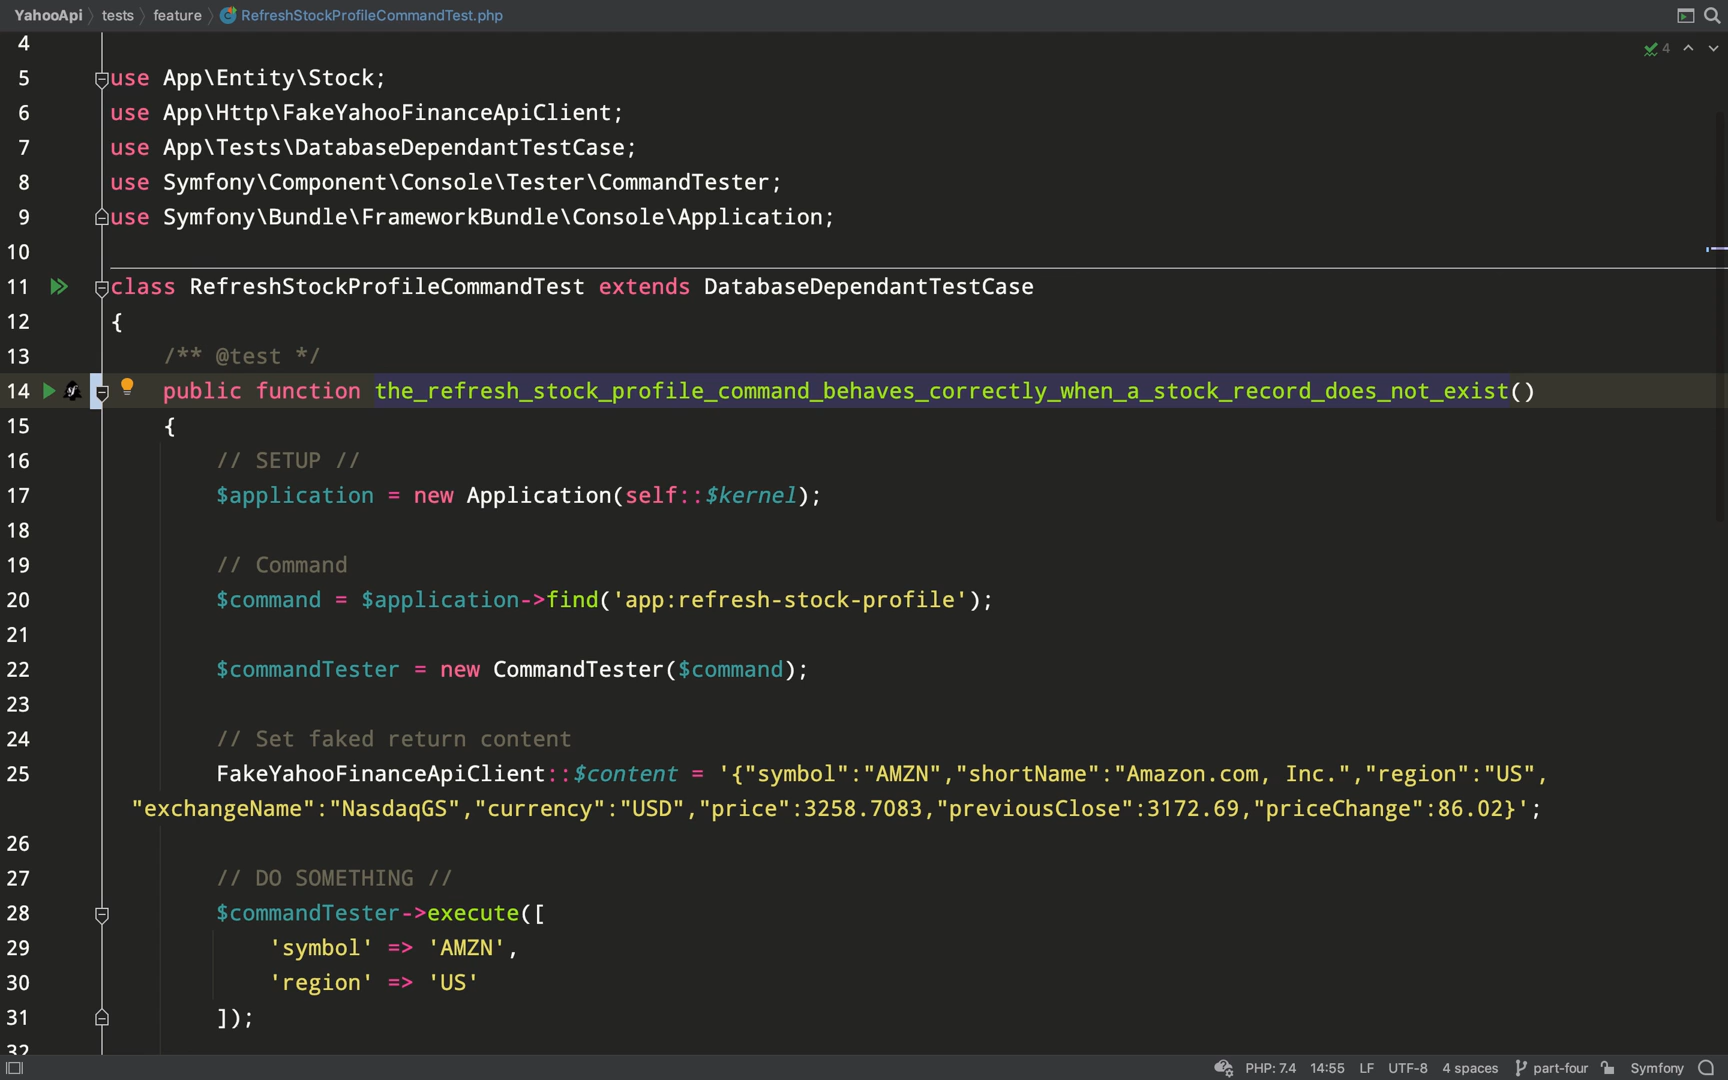 YahooApi tests feature RefreshStockProfileCommandTest.php
4
4
5 use App\Entity\Stock;
6 use App\Http\FakeYahooFinanceApiClient;
7 use App\Tests\DatabaseDependantTestCase;
8 use Symfony\Component\Console\Tester\CommandTester;
9 use Symfony\Bundle\FrameworkBundle\Console\Application;
10
11 class RefreshStockProfileCommandTest extends DatabaseDependantTestCase
12 {
13 /** @test */
14 public function the_refresh_stock_profile_command_behaves_correctly_when_a_stock_record_does_not_exist()
15 {
16 // SETUP //
17 $application = new Application(self::$kernel);
18
19 // Command
20 $command = $application->find('app:refresh-stock-profile');
21
22 $commandTester = new CommandTester($command);
23
24 // Set faked return content
25 FakeYahooFinanceApiClient::$content = '{"symbol":"AMZN","shortName":"Amazon.com, Inc.","region":"US",
"exchangeName":"NasdaqGS","currency":"USD","price":3258.7083,"previousClose":3172.69,"priceChange":86.02}';
26
27 // DO SOMETHING //
28 $commandTester->execute([
29 'symbol' => 'AMZN',
30 'region' => 'US'
31 ]);
32
PHP: 7.4 14:55 LF UTF-8 4 spaces part-four Symfony